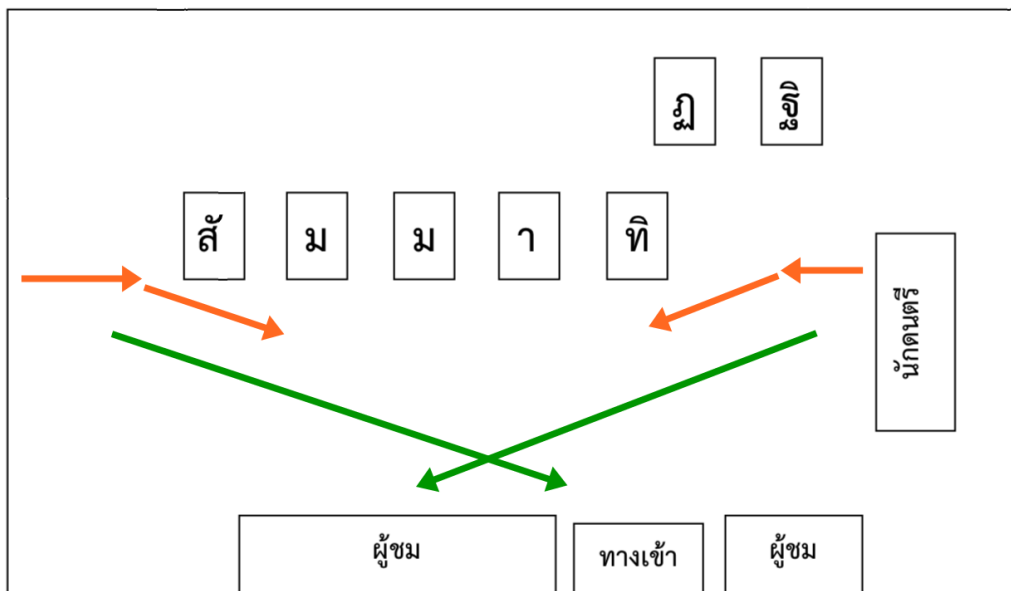 ฏ ฐิ
สั ม ม า ทิ
นักดนตรี
ผู้ชม ทางเข้า ผู้ชม